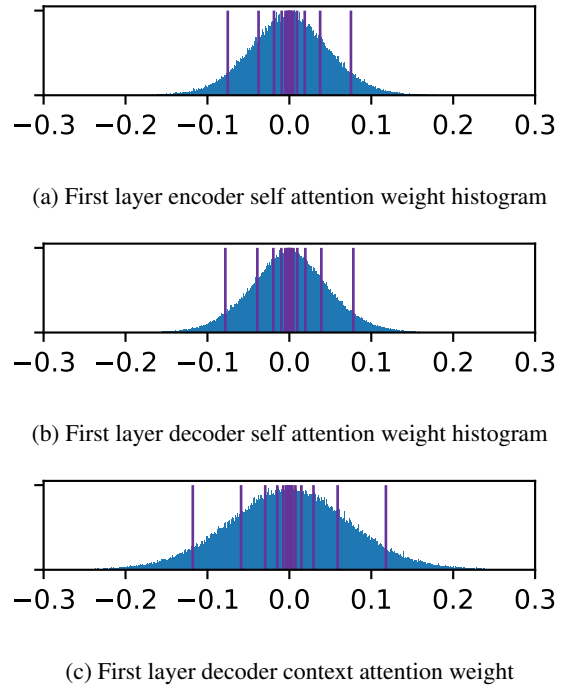 −0.3 −0.2 −0.1 0.0 0.1 0.2 0.3
(a) First layer encoder self attention weight histogram
−0.3 −0.2 −0.1 0.0 0.1 0.2 0.3
(b) First layer decoder self attention weight histogram
−0.3 −0.2 −0.1 0.0 0.1 0.2 0.3
(c) First layer decoder context attention weight